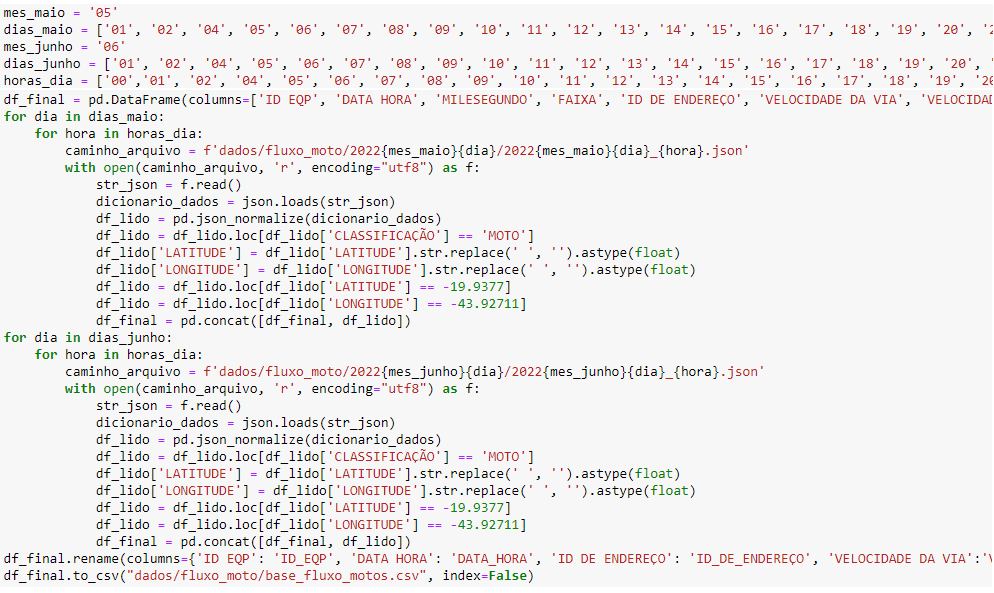 mes_maio = '05'
dias_maio = ['01', '02', '04', '05', '06', '07', '08', '09', '10', '11', '12', '13', '14', '15', '16', '17', '18', '19', '20', '2
mes_junho = '06'
dias_junho = ['01', '02', '04', '05', '06', '07', '08', '09', '10', '11', '12', '13', '14', '15', '16', '17', '18', '19', '20',
horas_dia = ['00','01', '02', '04', '05', '06', '07', '08', '09', '10', '11', '12', '13', '14', '15', '16', '17', '18', '19', '20
df_final = pd.DataFrame(columns=['ID EQP', 'DATA HORA', 'MILESEGUNDO', 'FAIXA', 'ID DE ENDEREÇO', 'VELOCIDADE DA VIA', 'VELOCIDAD
for dia in dias_maio:
    for hora in horas_dia:
        caminho_arquivo = f'dados/fluxo_moto/2022{mes_maio}{dia}/2022{mes_maio}{dia}_{hora}.json'
        with open(caminho_arquivo, 'r', encoding="utf8") as f:
            str_json = f.read()
            dicionario_dados = json.loads(str_json)
            df_lido = pd.json_normalize(dicionario_dados)
            df_lido = df_lido.loc[df_lido['CLASSIFICAÇÃO'] == 'MOTO']
            df_lido['LATITUDE'] = df_lido['LATITUDE'].str.replace(' ', '').astype(float)
            df_lido['LONGITUDE'] = df_lido['LONGITUDE'].str.replace(' ', '').astype(float)
            df_lido = df_lido.loc[df_lido['LATITUDE'] == -19.9377]
            df_lido = df_lido.loc[df_lido['LONGITUDE'] == -43.92711]
            df_final = pd.concat([df_final, df_lido])
for dia in dias_junho:
    for hora in horas_dia:
        caminho_arquivo = f'dados/fluxo_moto/2022{mes_junho}{dia}/2022{mes_junho}{dia}_{hora}.json'
        with open(caminho_arquivo, 'r', encoding="utf8") as f:
            str_json = f.read()
            dicionario_dados = json.loads(str_json)
            df_lido = pd.json_normalize(dicionario_dados)
            df_lido = df_lido.loc[df_lido['CLASSIFICAÇÃO'] == 'MOTO']
            df_lido['LATITUDE'] = df_lido['LATITUDE'].str.replace(' ', '').astype(float)
            df_lido['LONGITUDE'] = df_lido['LONGITUDE'].str.replace(' ', '').astype(float)
            df_lido = df_lido.loc[df_lido['LATITUDE'] == -19.9377]
            df_lido = df_lido.loc[df_lido['LONGITUDE'] == -43.92711]
            df_final = pd.concat([df_final, df_lido])
df_final.rename(columns={'ID EQP': 'ID_EQP', 'DATA HORA': 'DATA_HORA', 'ID DE ENDEREÇO': 'ID_DE_ENDEREÇO', 'VELOCIDADE DA VIA':'V
df_final.to_csv("dados/fluxo_moto/base_fluxo_motos.csv", index=False)